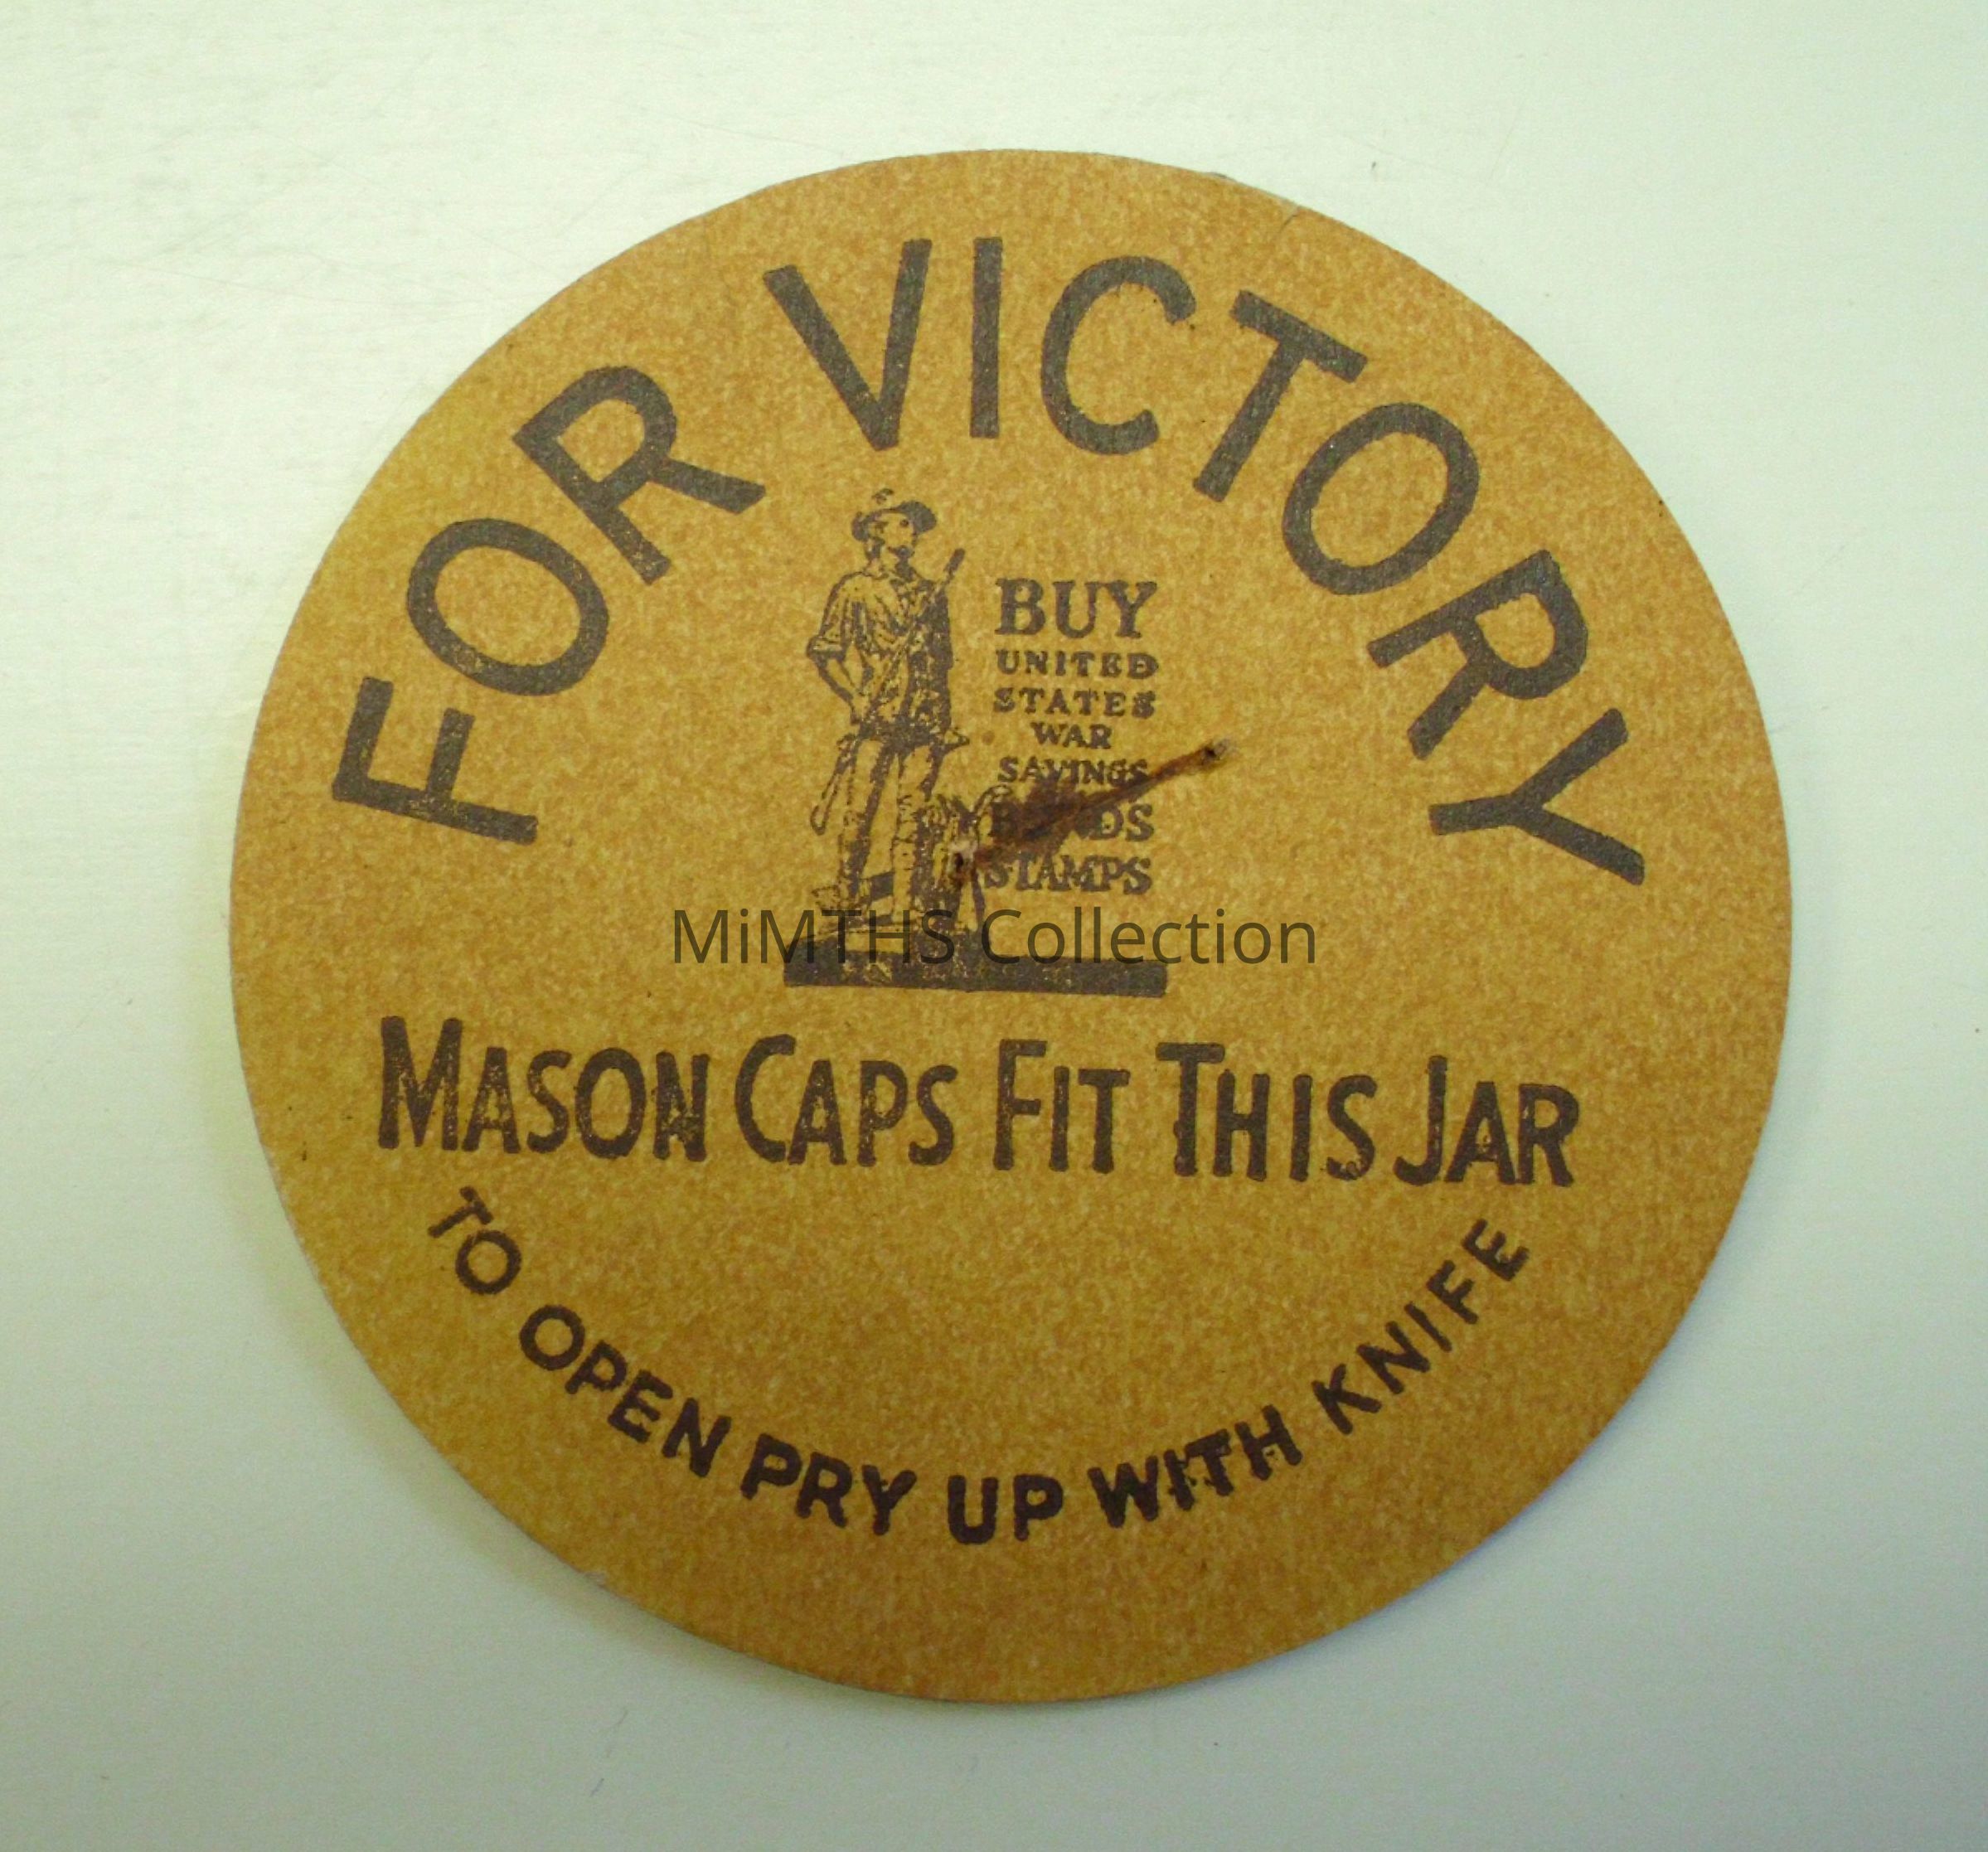 FOR VICTORY
BUY
UNITED
STATES
WAR
SAVINGS
BONDS
STAMPS
MiMTHS Collection
MASON CAPS FIT THIS JAR
TO OPEN PRY UP WITH KNIFE